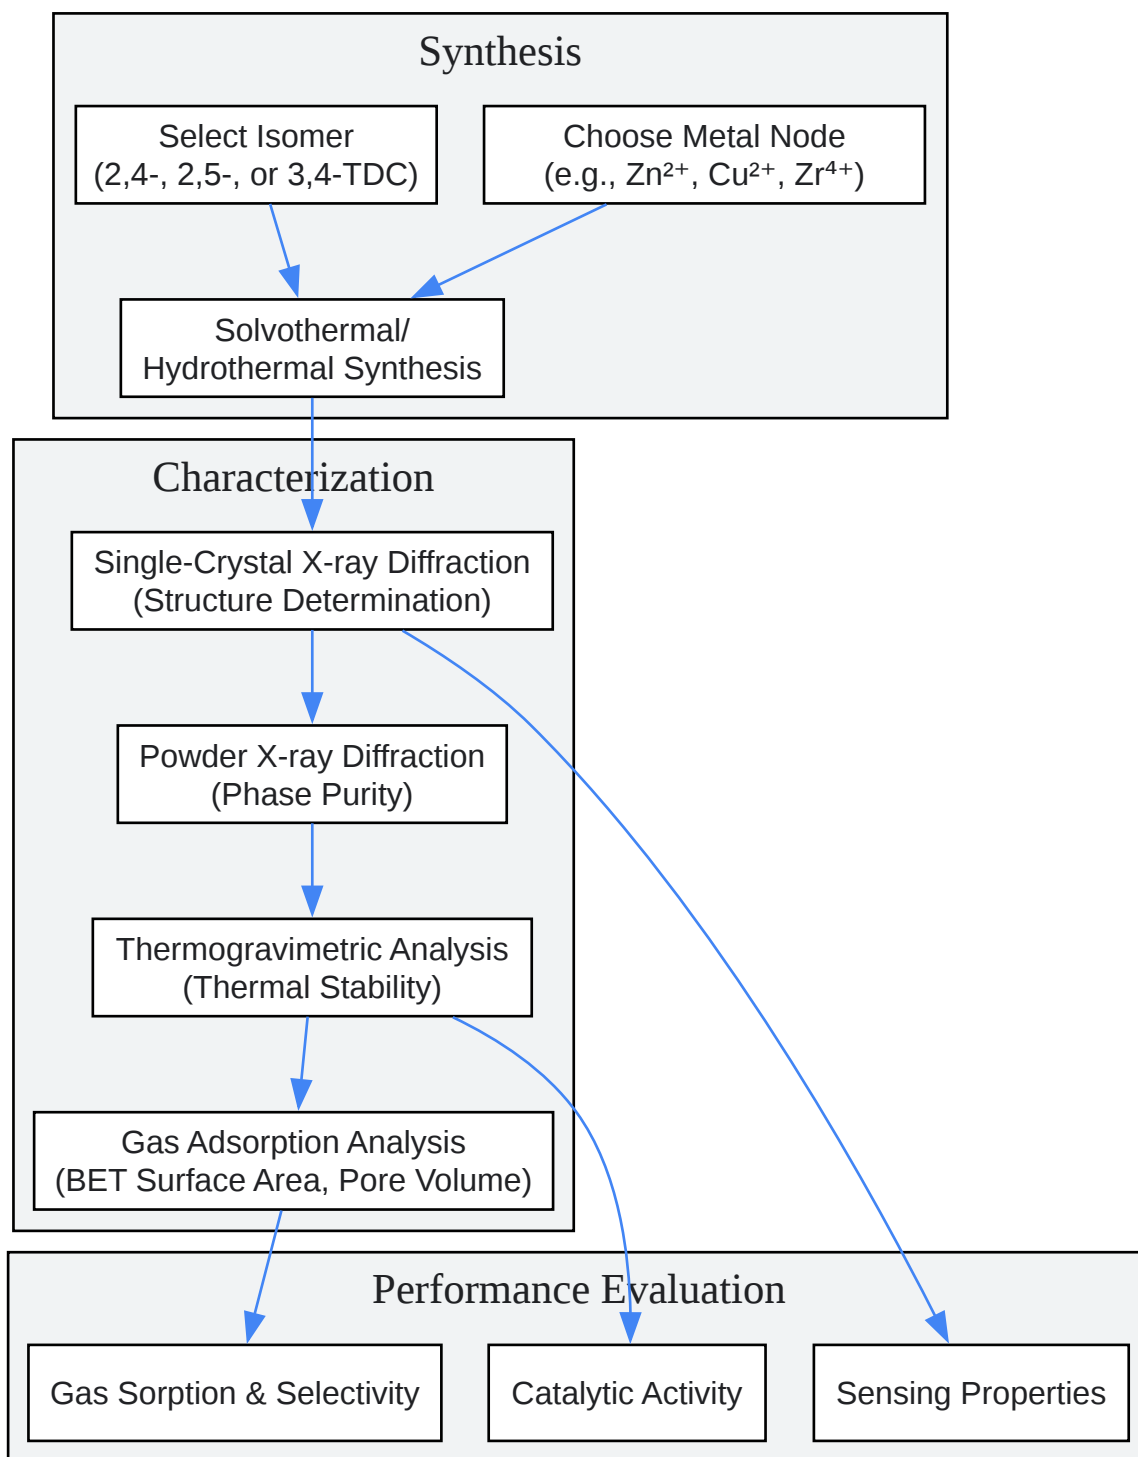 Synthesis
Select Isomer
(2,4-, 2,5-, or 3,4-TDC)
Choose Metal Node
(e.g., Zn²⁺, Cu²⁺, Zr⁴⁺)
Solvothermal/
Hydrothermal Synthesis
Characterization
Single-Crystal X-ray Diffraction
(Structure Determination)
Powder X-ray Diffraction
(Phase Purity)
Thermogravimetric Analysis
(Thermal Stability)
Gas Adsorption Analysis
(BET Surface Area, Pore Volume)
Performance Evaluation
Gas Sorption & Selectivity
Catalytic Activity
Sensing Properties